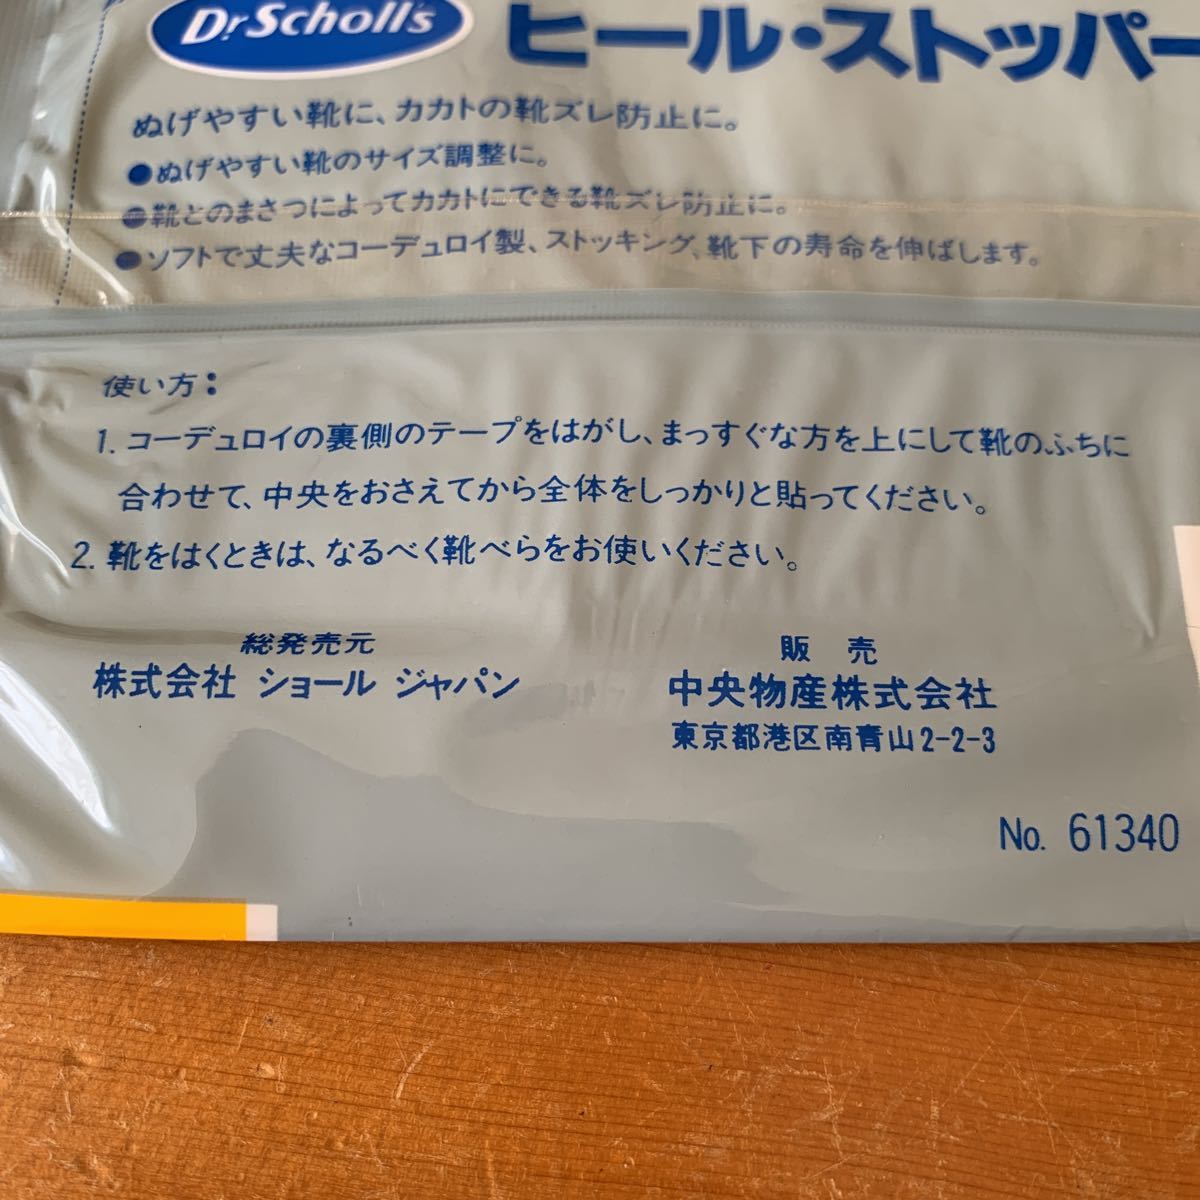 Dr Scholl's
ヒール・ストッパー
ぬげやすい靴に、カカトの靴ズレ防止に。
●ぬげやすい靴のサイズ調整に。
●靴とのまさつによってカカトにできる靴ズレ防止に。
●ソフトで丈夫なコーデュロイ製、ストッキング、靴下の寿命を伸ばします。
使い方:
1. コーデュロイの裏側のテープをはがし、まっすぐな方を上にして靴のふちに
合わせて、中央をおさえてから全体をしっかりと貼ってください。
2. 靴をはくときは、なるべく靴べらをお使いください。
総発売元
株式会社 ショール ジャパン
販 売
中央物産株式会社
東京都港区南青山2-2-3
No. 61340